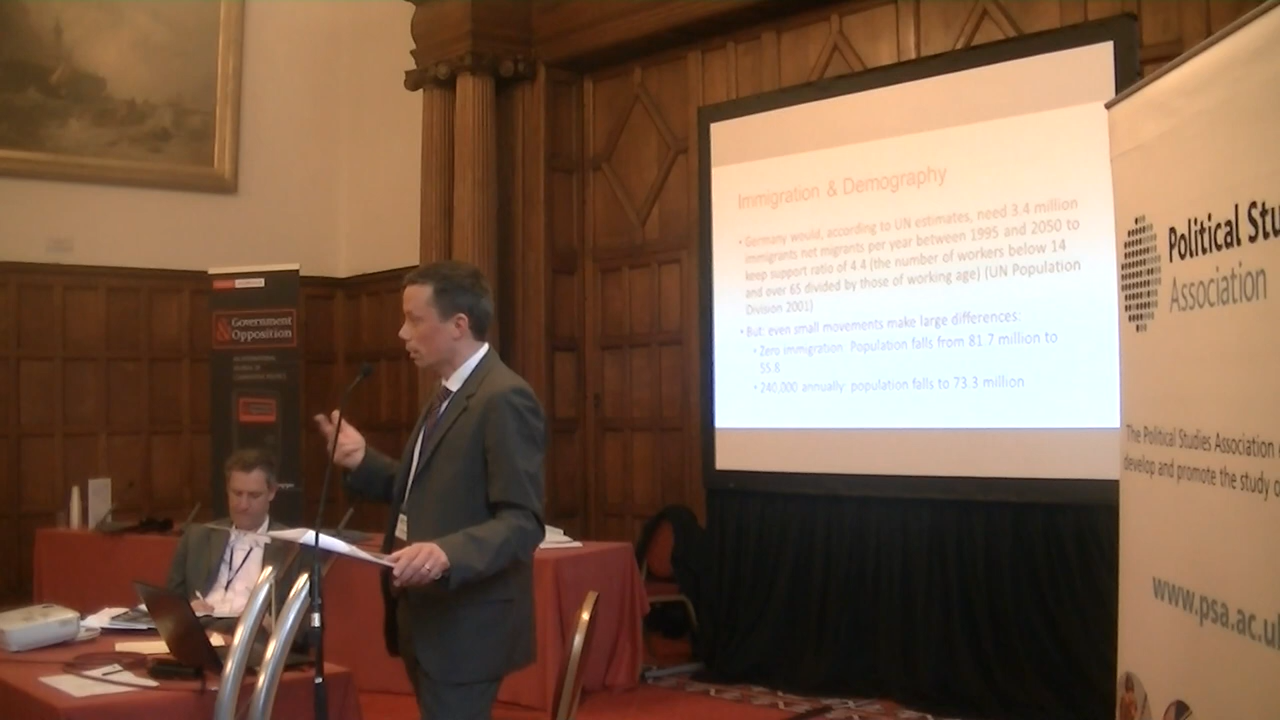 Immigration & Demography
• Germany would, according to UN estimates, need 3.4 million
immigrants net migrants per year between 1995 and 2050 to
keep support ratio of 4.4 (the number of workers below 14
and over 65 divided by those of working age) (UN Population
Division 2001)
• But: even small movements make large differences:
• Zero immigration: Population falls from 81.7 million to
55.8
• 240,000 annually: population falls to 73.3 million
Government
& Opposition
Political Stu
Association
The Political Studies Association
develop and promote the study o
www.psa.ac.u